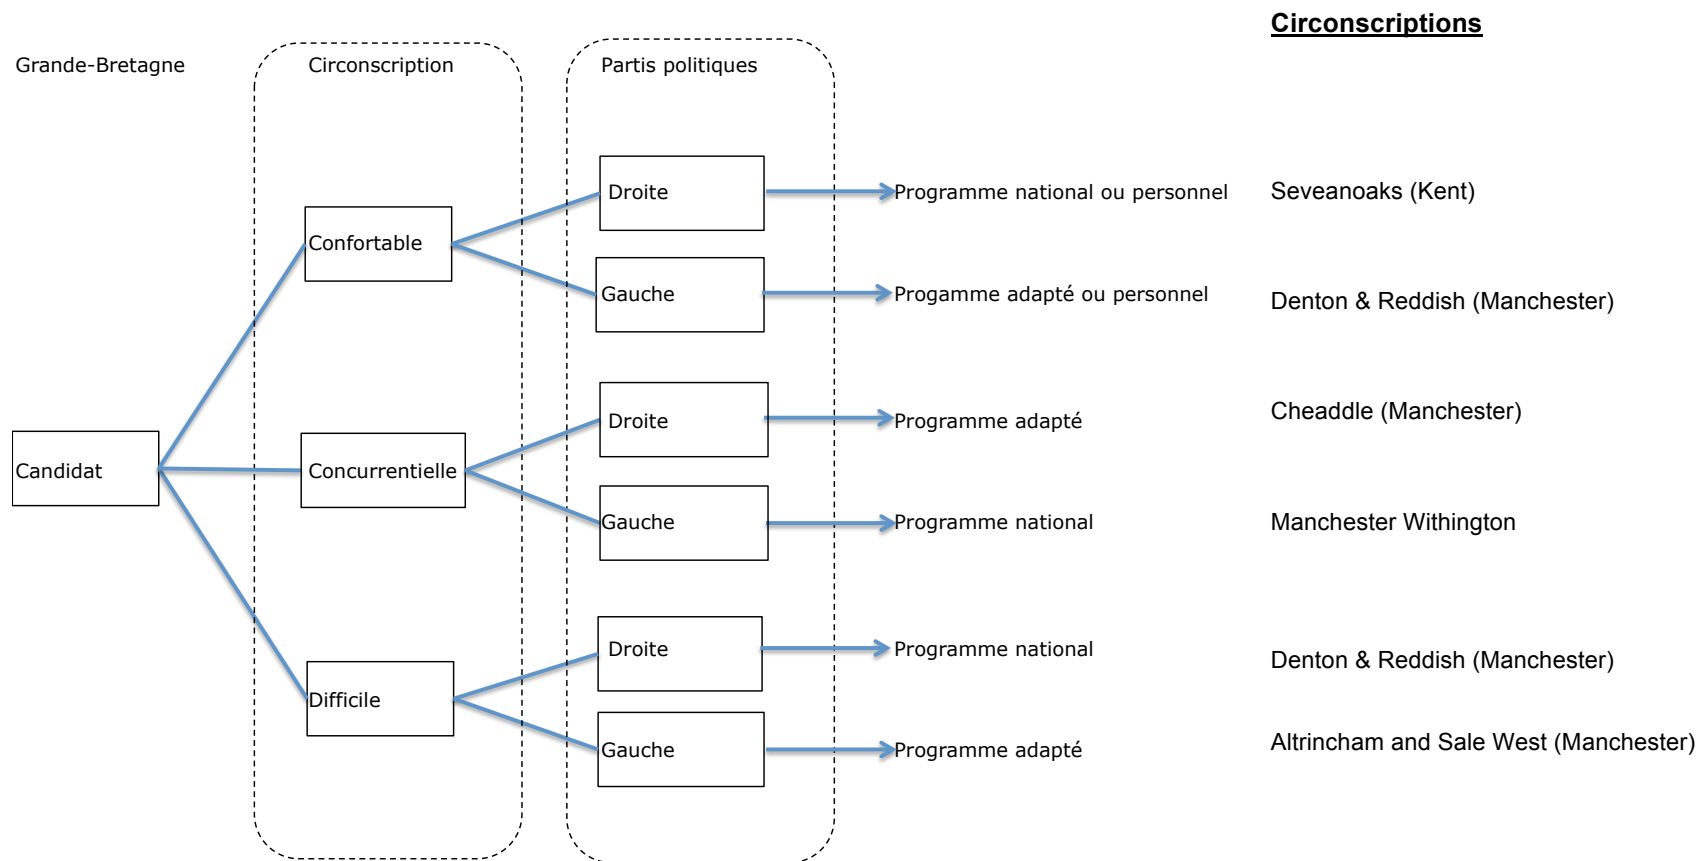 Circonscriptions
Grande-Bretagne
Circonscription
Partis politiques
Droite
Programme national ou personnel
Seveanoaks (Kent)
Confortable
Gauche
Progamme adapté ou personnel
Denton & Reddish (Manchester)
Droite
Programme adapté
Cheaddle (Manchester)
Candidat
Concurrentielle
Gauche
Programme national
Manchester Withington
Droite
Programme national
Denton & Reddish (Manchester)
Difficile
Gauche
Programme adapté
Altrincham and Sale West (Manchester)